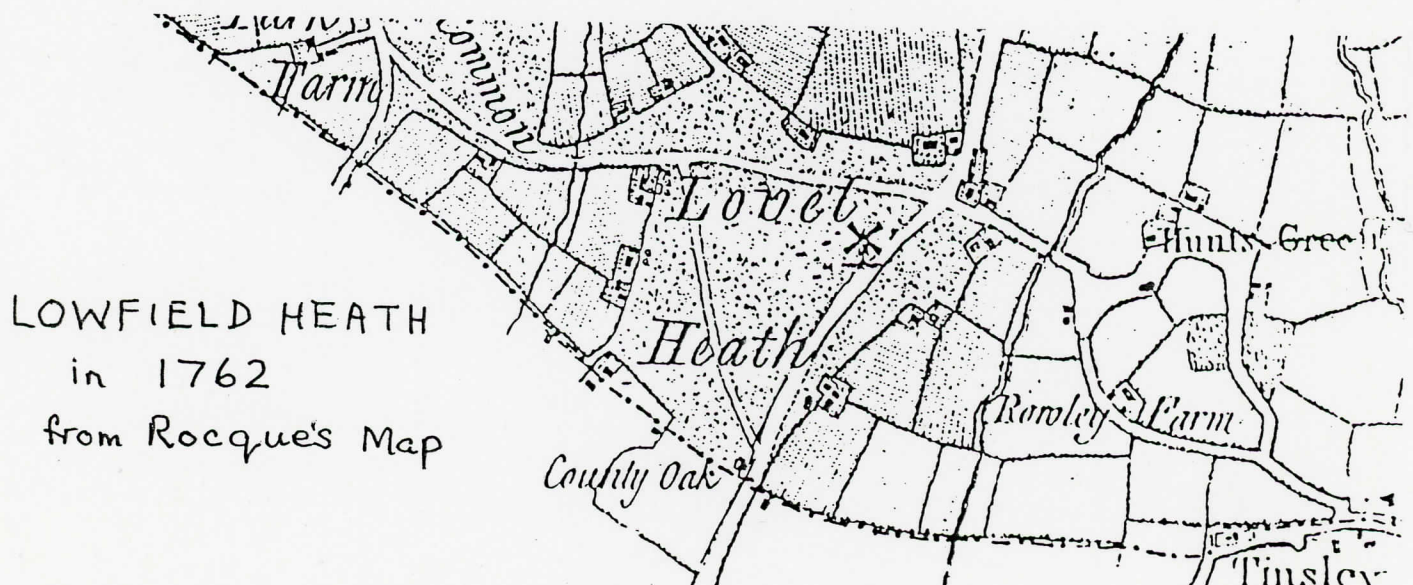 Farm
Common
Lovel
Hunts Green
LOWFIELD HEATH
in 1762
from Rocque's Map
Heath
Rowley Farm
County Oak
Tinsley